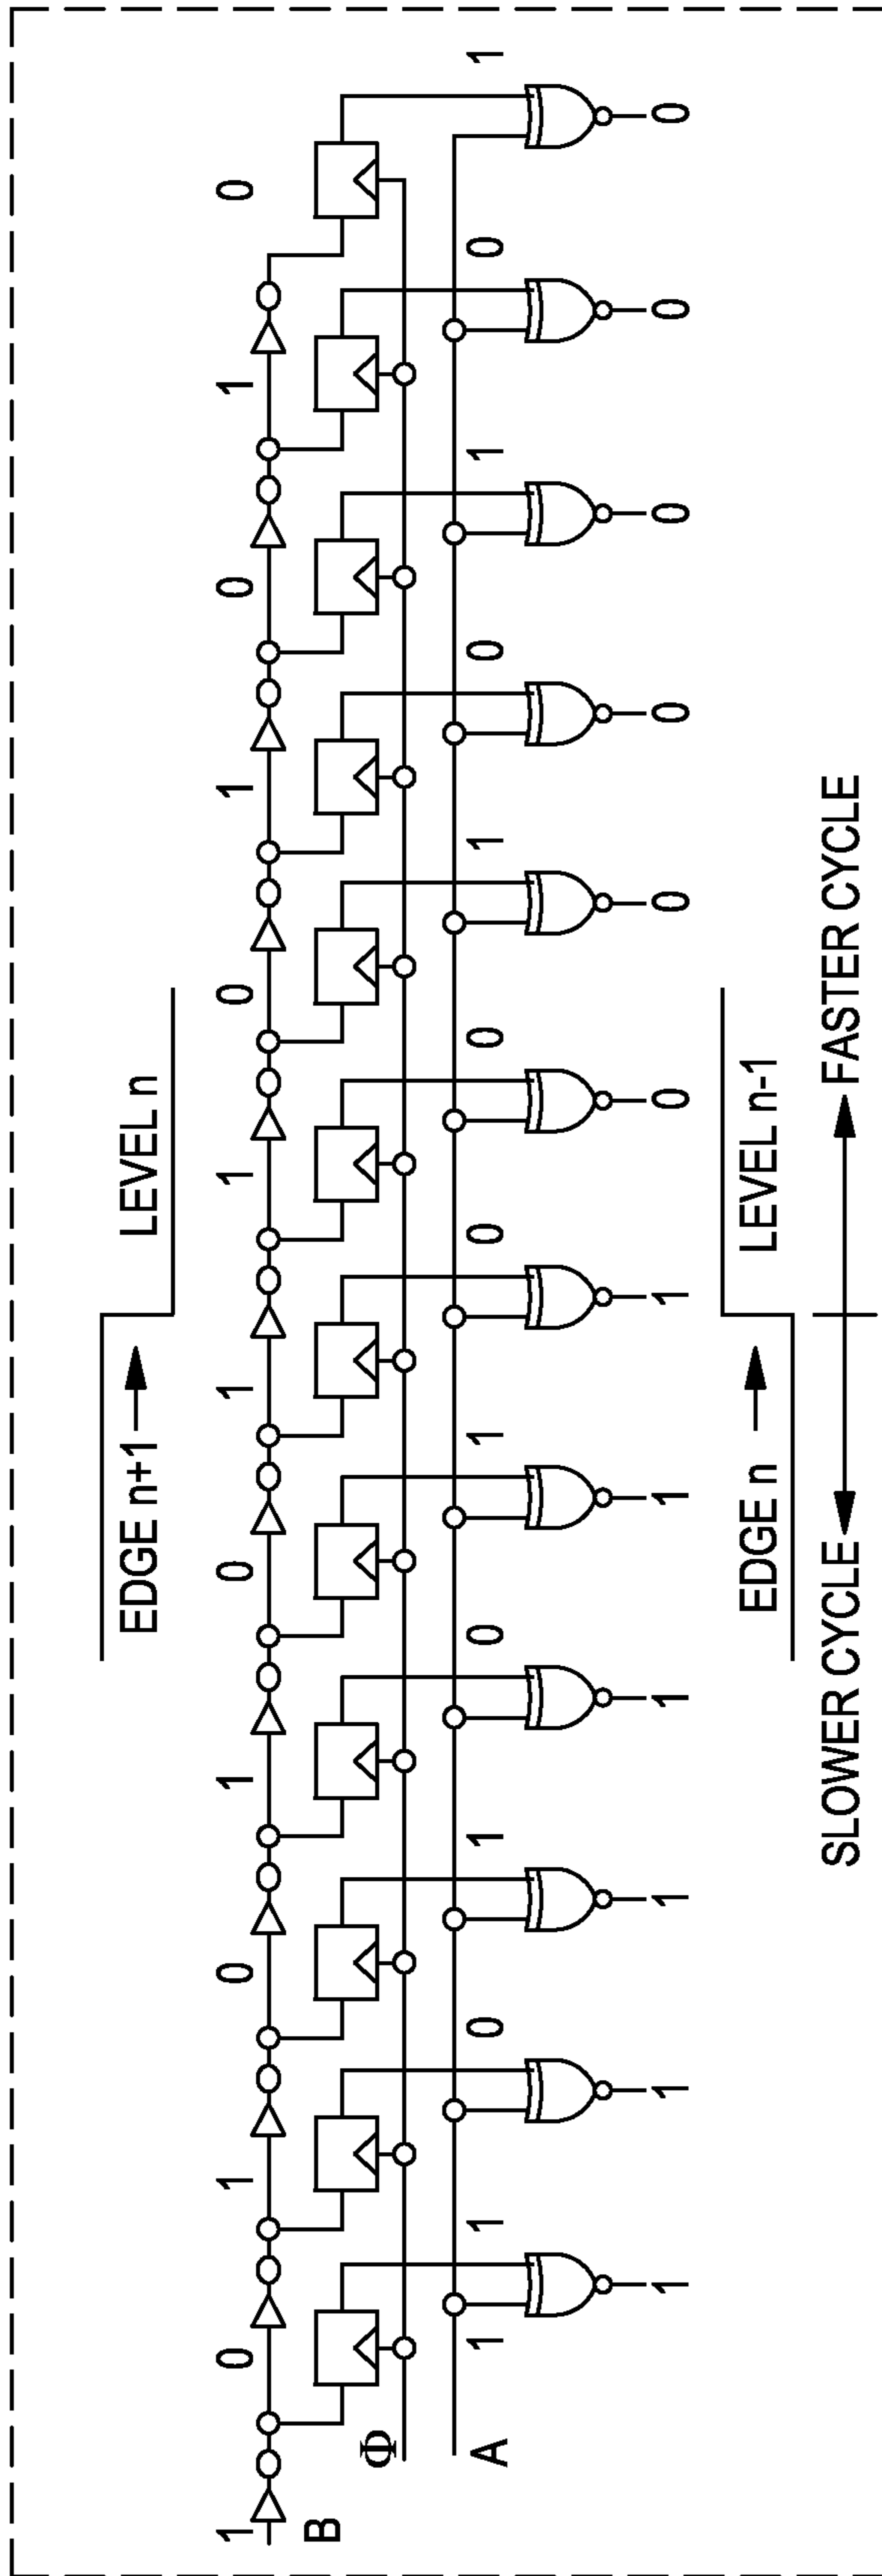 EDGE n+1 → LEVEL n
1 0 1 0 1 0 1 1 0 1 0 1 0
B
Φ
A 1 1 0 1 0 1 0 0 1 0 1 0 1
1 1 1 1 1 1 0 0 0 0 0 0
EDGE n → LEVEL n-1
SLOWER CYCLE FASTER CYCLE